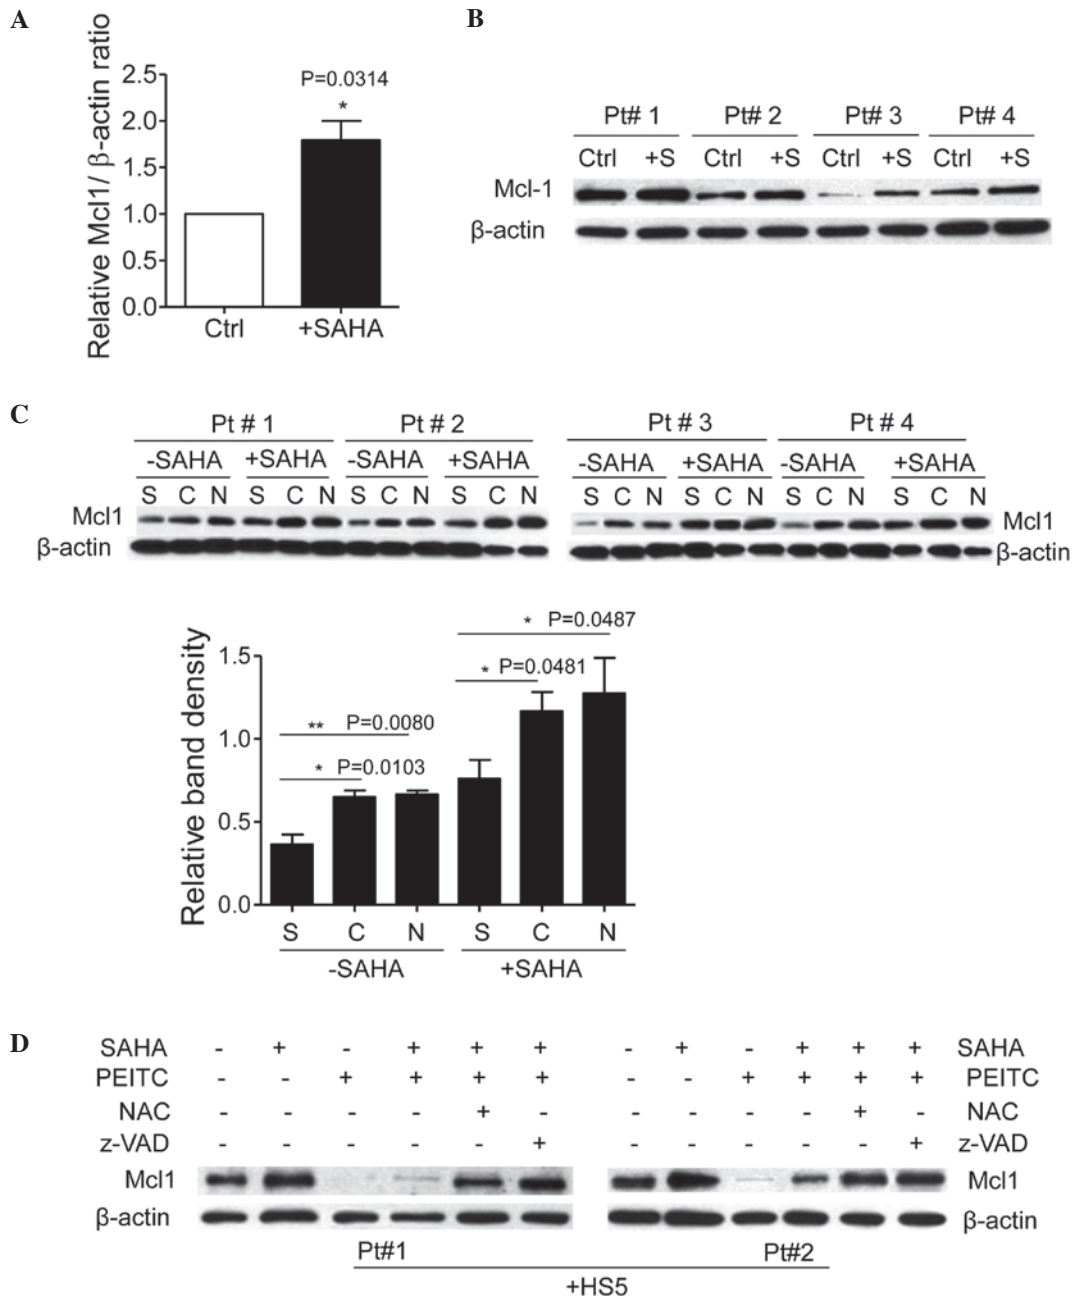 A
Relative Mcl1/ β-actin ratio
2.5
2.0
1.5
1.0
0.5
0.0
P=0.0314
*
Ctrl +SAHA
B
Pt# 1 Pt# 2 Pt# 3 Pt# 4
Ctrl +S Ctrl +S Ctrl +S Ctrl +S
Mcl-1
β-actin
C
Pt # 1 Pt # 2
-SAHA +SAHA -SAHA +SAHA
S C N S C N S C N S C N
Mcl1
β-actin
Pt # 3 Pt # 4
-SAHA +SAHA -SAHA +SAHA
S C N S C N S C N S C N
Mcl1
β-actin
Relative band density
1.5
1.0
0.5
0.0
* P=0.0487
* P=0.0481
** P=0.0080
* P=0.0103
S C N S C N
-SAHA +SAHA
D
SAHA - + - + + + - + - + + + SAHA
PEITC - - + + + + - - + + + + PEITC
NAC - - - - + - - - - - + - NAC
z-VAD - - - - - + - - - - - + z-VAD
Mcl1 Mcl1
β-actin β-actin
Pt#1 Pt#2
+HS5